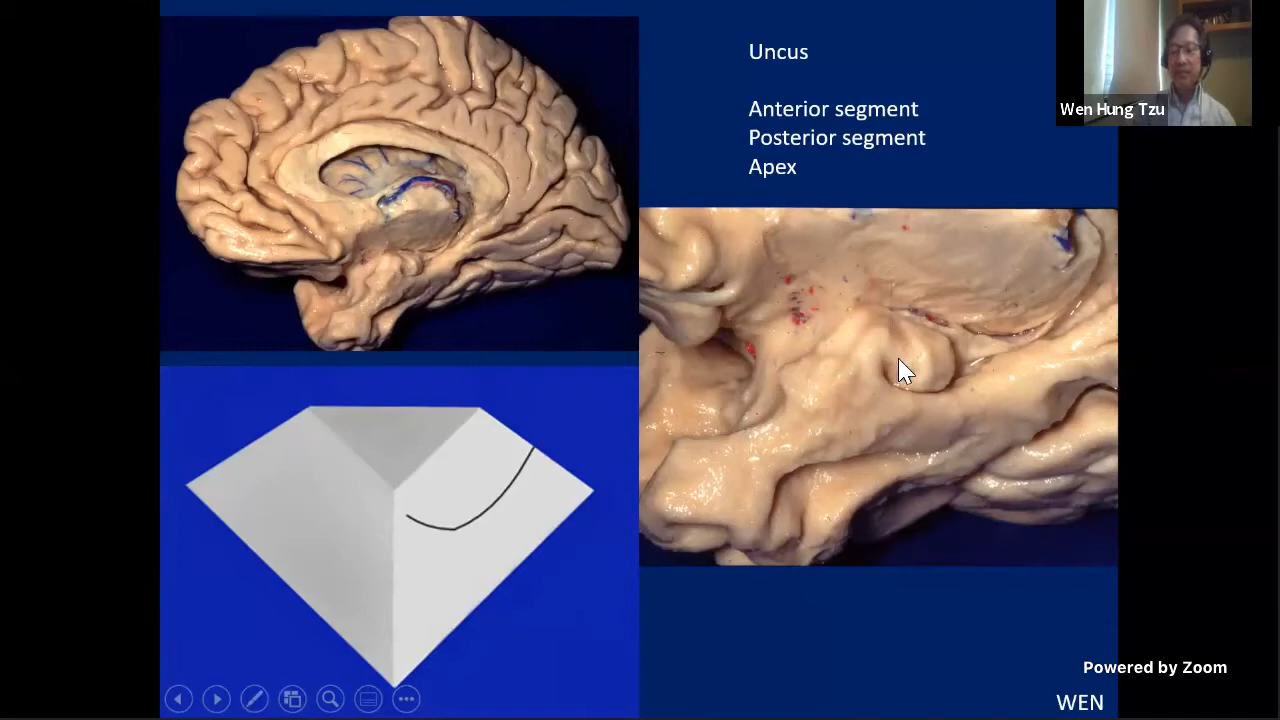 Uncus
Anterior segment
Posterior segment
Apex
Wen Hung Tzu
Powered by Zoom
WEN